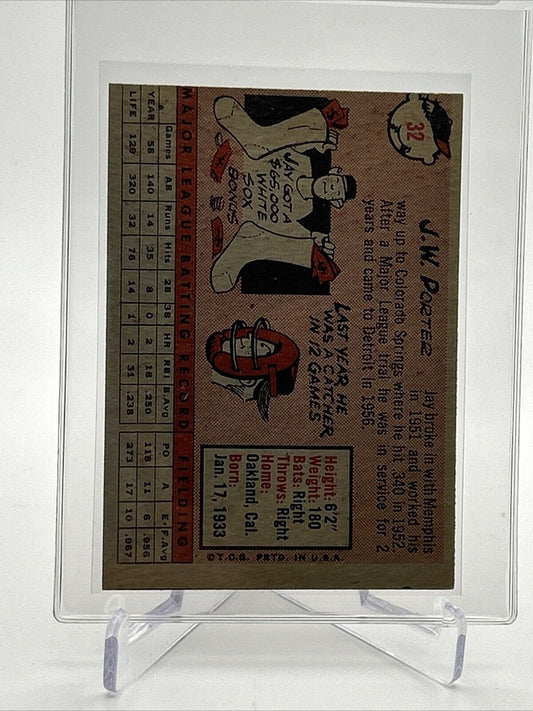 32
J.W. PORTER
Jay broke in with Memphis
in 1951 and worked his
way up to Colorado Springs where he hit .340 in 1952.
After a Major League trial he was in service for 2
years and came to Detroit in 1956.
JAY GOT A
$65,000
WHITE
SOX
BONUS
$
$
LAST YEAR HE
WAS A CATCHER
IN 12 GAMES
Height: 6'2"
Weight: 180
Bats: Right
Throws: Right
Home:
Oakland, Cal.
Born:
Jan. 17, 1933
©T.C.G. PRTD. IN U.S.A.
MAJOR LEAGUE BATTING RECORD FIELDING
Games AB Runs Hits 2B 3B HR RBI B.Avg PO A E F.Avg
YEAR 58 140 14 35 8 0 2 18 .250 118 11 6 .956
LIFE 129 320 32 76 14 1 2 31 .238 273 17 10 .967